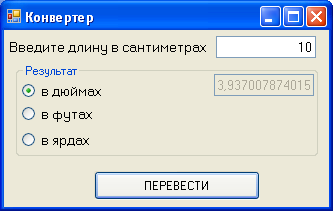 Конвертер
Введите длину в сантиметрах 10
Результат
в дюймах 3,937007874015
в футах
в ярдах
ПЕРЕВЕСТИ